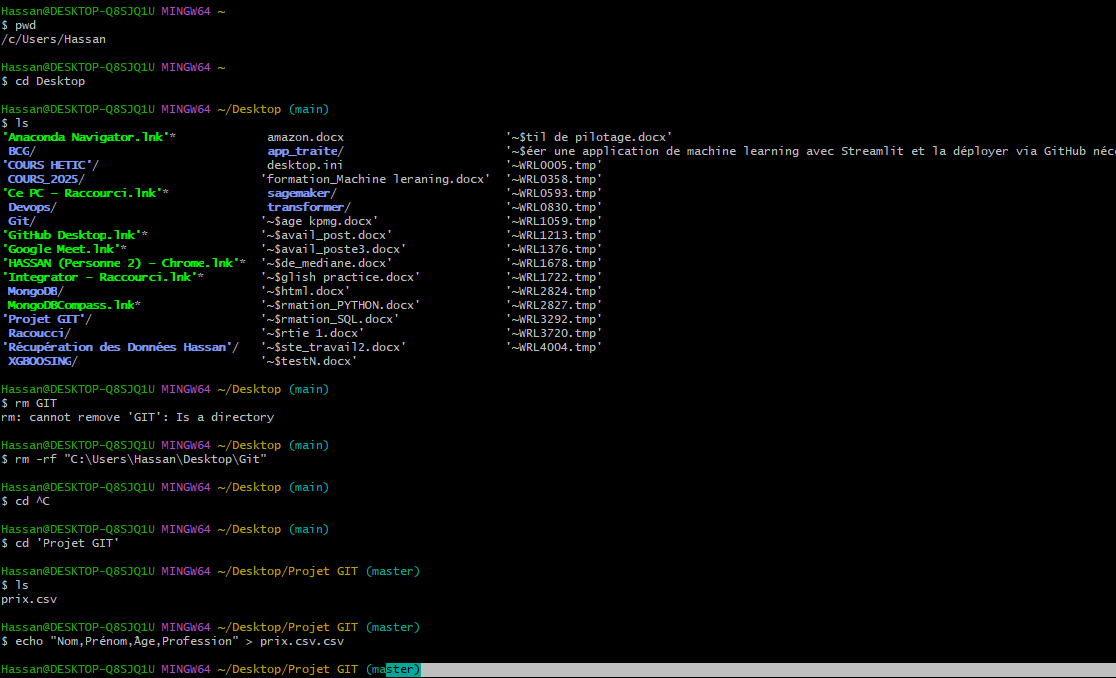 Hassan@DESKTOP-Q8SJQ1U MINGW64 ~
$ pwd
/c/Users/Hassan
Hassan@DESKTOP-Q8SJQ1U MINGW64 ~
$ cd Desktop
Hassan@DESKTOP-Q8SJQ1U MINGW64 ~/Desktop (main)
$ ls
'Anaconda Navigator.lnk'* amazon.docx '~$til de pilotage.docx'
BCG/ app_traite/ '~$éer une application de machine learning avec Streamlit et la déployer via GitHub néc
'COURS HETIC'/ desktop.ini '~WRL0005.tmp'
COURS_2025/ 'formation_Machine leraning.docx' '~WRL0358.tmp'
'Ce PC - Raccourci.lnk'* sagemaker/ '~WRL0593.tmp'
Devops/ transformer/ '~WRL0830.tmp'
Git/ '~$age kpmg.docx' '~WRL1059.tmp'
'GitHub Desktop.lnk'* '~$avail_post.docx' '~WRL1213.tmp'
'Google Meet.lnk'* '~$avail_poste3.docx' '~WRL1376.tmp'
'HASSAN (Personne 2) - Chrome.lnk'* '~$de_mediane.docx' '~WRL1678.tmp'
'Integrator - Raccourci.lnk'* '~$glish practice.docx' '~WRL1722.tmp'
MongoDB/ '~$html.docx' '~WRL2824.tmp'
MongoDBCompass.lnk* '~$rmation_PYTHON.docx' '~WRL2827.tmp'
'Projet GIT'/ '~$rmation_SQL.docx' '~WRL3292.tmp'
Racoucci/ '~$rtie 1.docx' '~WRL3720.tmp'
'Récupération des Données Hassan'/ '~$ste_travail2.docx' '~WRL4004.tmp'
XGBOOSING/ '~$testN.docx'
Hassan@DESKTOP-Q8SJQ1U MINGW64 ~/Desktop (main)
$ rm GIT
rm: cannot remove 'GIT': Is a directory
Hassan@DESKTOP-Q8SJQ1U MINGW64 ~/Desktop (main)
$ rm -rf "C:\Users\Hassan\Desktop\Git"
Hassan@DESKTOP-Q8SJQ1U MINGW64 ~/Desktop (main)
$ cd ^C
Hassan@DESKTOP-Q8SJQ1U MINGW64 ~/Desktop (main)
$ cd 'Projet GIT'
Hassan@DESKTOP-Q8SJQ1U MINGW64 ~/Desktop/Projet GIT (master)
$ ls
prix.csv
Hassan@DESKTOP-Q8SJQ1U MINGW64 ~/Desktop/Projet GIT (master)
$ echo "Nom,Prénom,Âge,Profession" > prix.csv.csv
Hassan@DESKTOP-Q8SJQ1U MINGW64 ~/Desktop/Projet GIT (master)